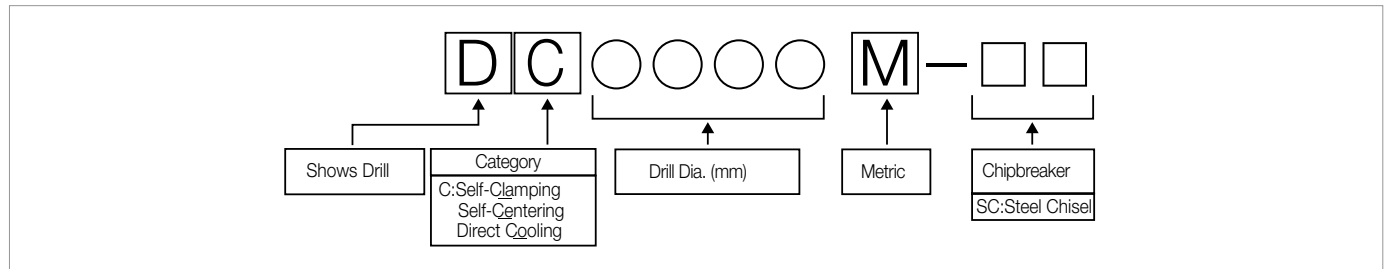 D C ○○○○ M — □□
Shows Drill
Category
C:Self-Clamping
Self-Centering
Direct Cooling
Drill Dia. (mm)
Metric
Chipbreaker
SC:Steel Chisel